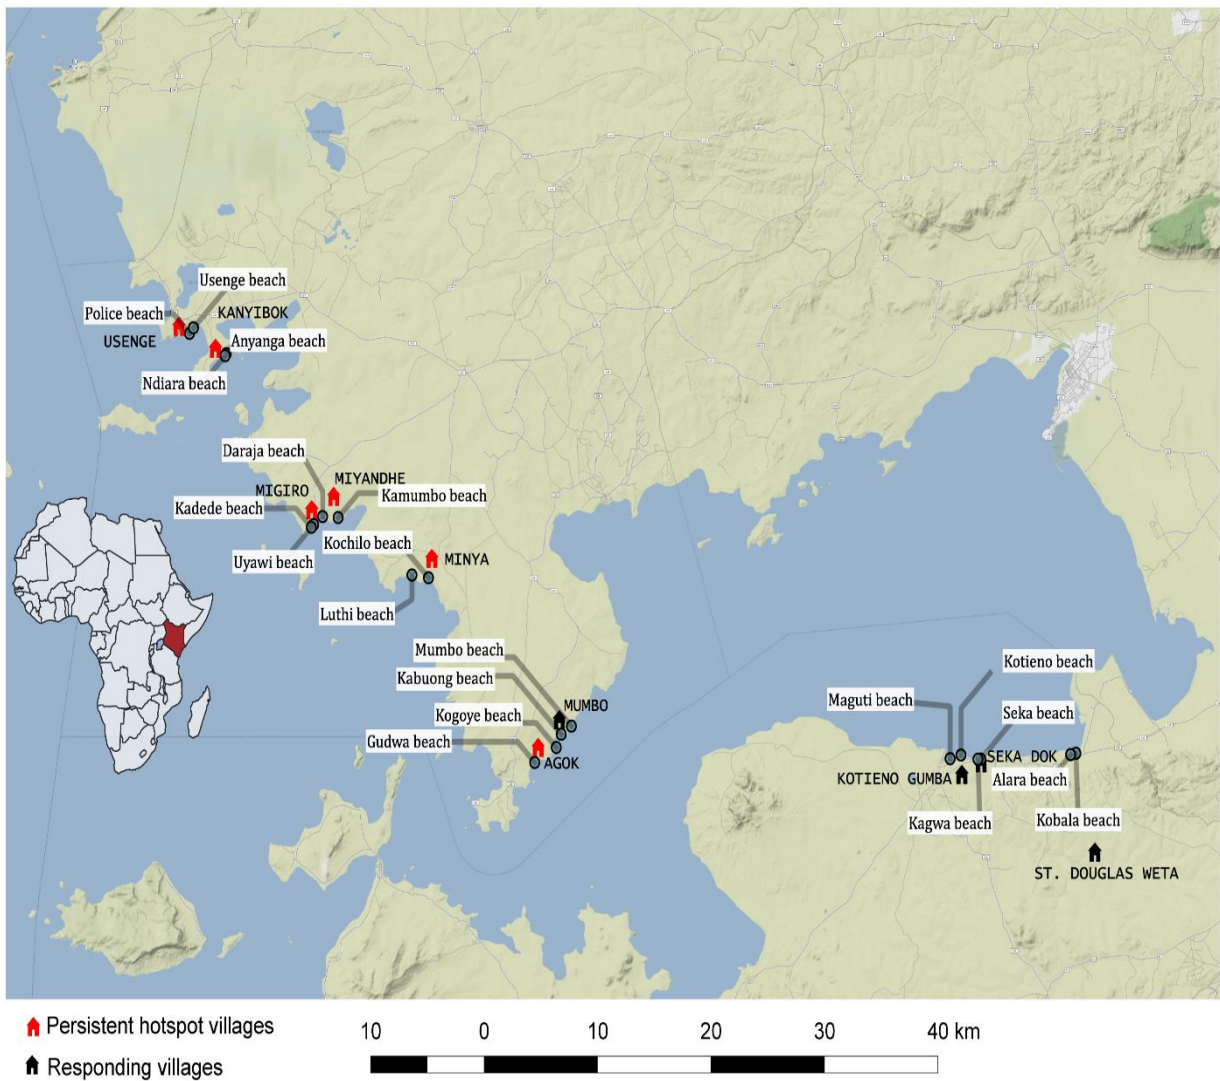 Usenge beach
Police beach
KANYIBOK
USENGE
Anyanga beach
Ndiara beach
Daraja beach
MIYANDHE
MIGIRO
Kamumbo beach
Kadede beach
Kochilo beach
Uyawi beach
MINYA
Luthi beach
Mumbo beach
Kabuong beach
MUMBO
Kogoye beach
Gudwa beach
AGOK
Kotieno beach
Maguti beach
Seka beach
SEKA DOK
KOTIENO GUMBA
Alara beach
Kagwa beach
Kobala beach
ST. DOUGLAS WETA
Persistent hotspot villages
Responding villages
10 0 10 20 30 40 km